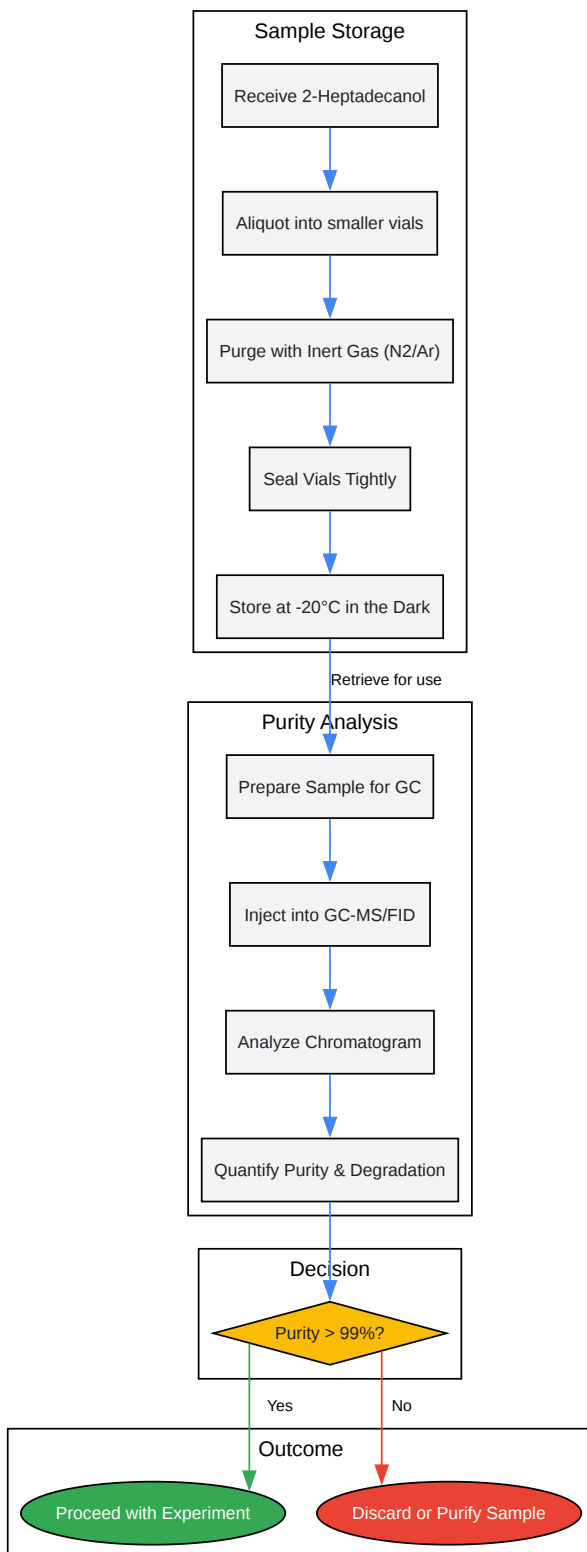 Sample Storage
Receive 2-Heptadecanol
Aliquot into smaller vials
Purge with Inert Gas (N2/Ar)
Seal Vials Tightly
Store at -20°C in the Dark
Retrieve for use
Purity Analysis
Prepare Sample for GC
Inject into GC-MS/FID
Analyze Chromatogram
Quantify Purity & Degradation
Decision
Purity > 99%?
Yes
No
Outcome
Proceed with Experiment
Discard or Purify Sample